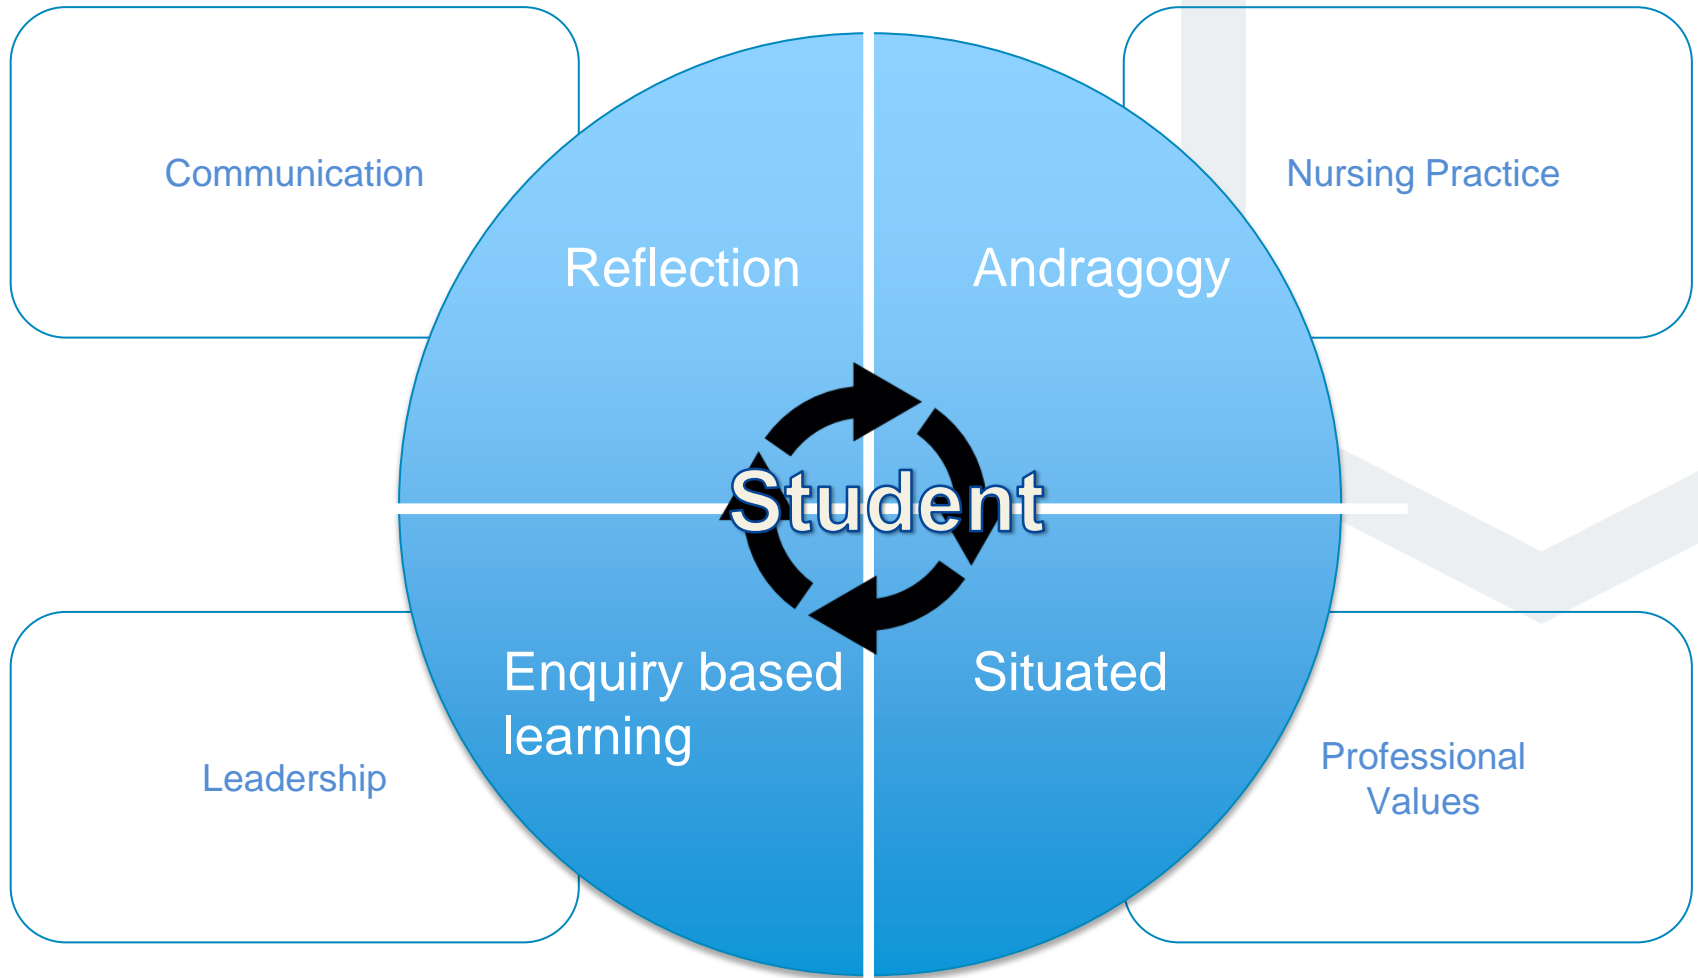 Communication
Nursing Practice
Reflection
Andragogy
Student
Enquiry based
learning
Situated
Leadership
Professional
Values